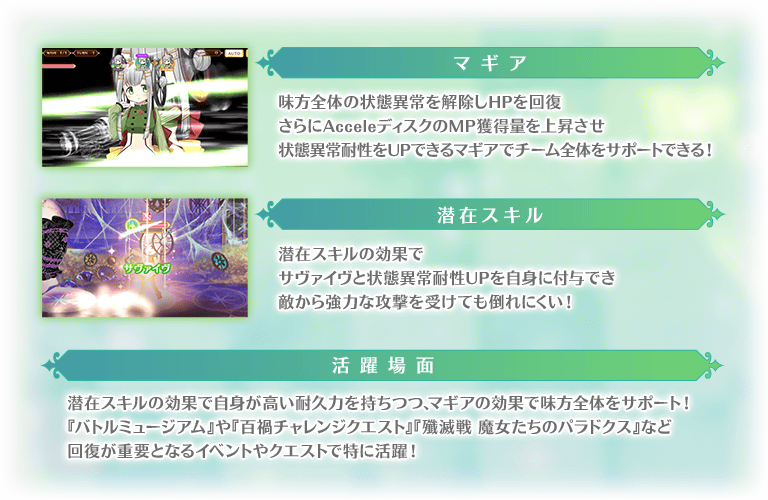 マギア
味方全体の状態異常を解除しHPを回復
さらにAcceleディスクのMP獲得量を上昇させ
状態異常耐性をUPできるマギアでチーム全体をサポートできる！
潜在スキル
サヴァイヴ
潜在スキルの効果で
サヴァイヴと状態異常耐性UPを自身に付与でき
敵から強力な攻撃を受けても倒れにくい！
活躍場面
潜在スキルの効果で自身が高い耐久力を持ちつつ、マギアの効果で味方全体をサポート！
『バトルミュージアム』や『百禍チャレンジクエスト』『殲滅戦 魔女たちのパラドクス』など
回復が重要となるイベントやクエストで特に活躍！